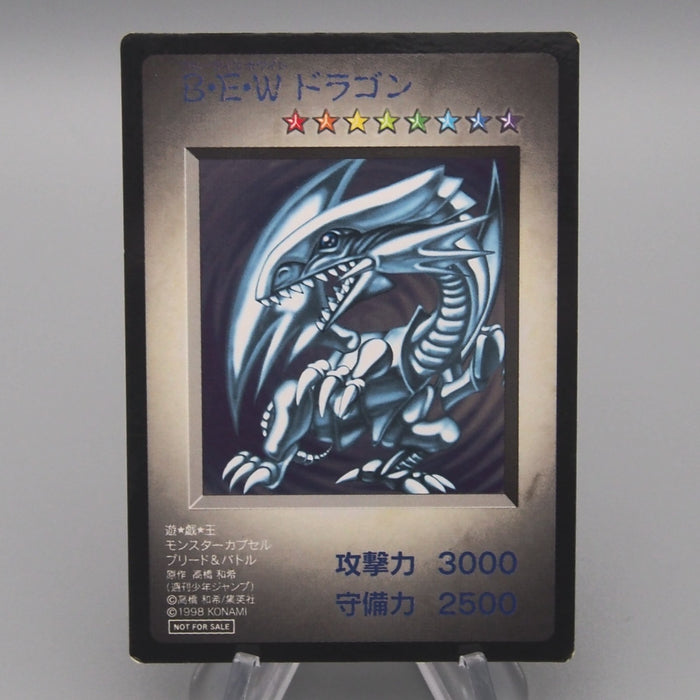 B・E・W ドラゴン
遊★戯★王
モンスターカプセル
ブリード＆バトル
原作 高橋 和希
(週刊少年ジャンプ)
©高橋 和希/集英社
©1998 KONAMI
NOT FOR SALE
攻撃力 3000
守備力 2500